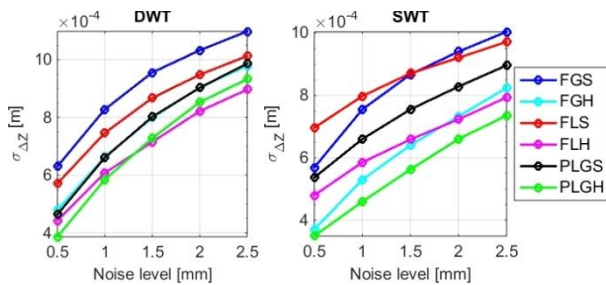 DWT
×10⁻⁴
10
8
6
4
σ_ΔZ [m]
0.5 1 1.5 2 2.5
Noise level [mm]
SWT
×10⁻⁴
10
8
6
4
σ_ΔZ [m]
0.5 1 1.5 2 2.5
Noise level [mm]
FGS
FGH
FLS
FLH
PLGS
PLGH